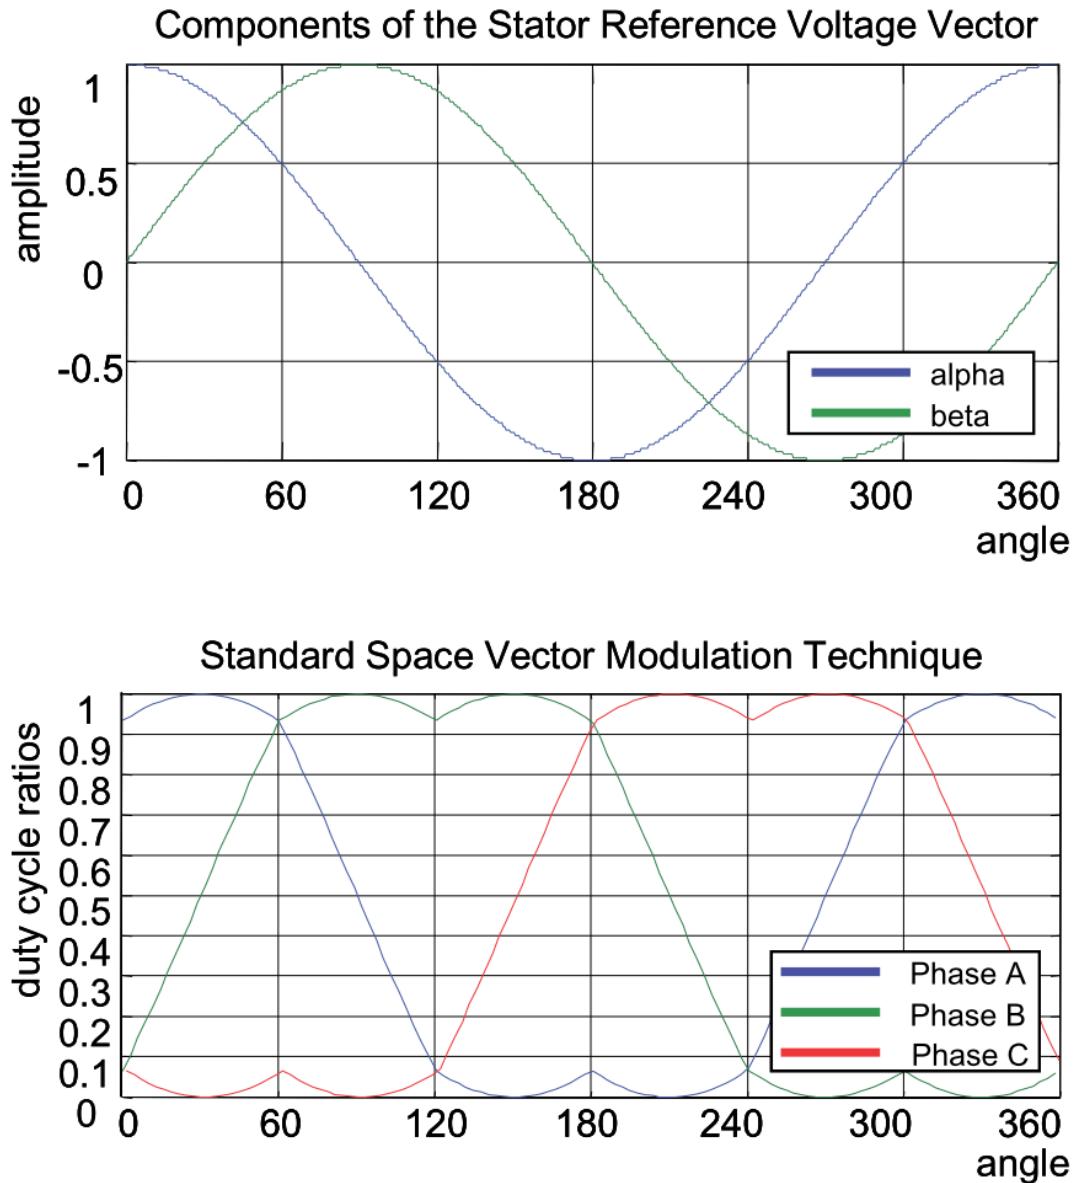 Components of the Stator Reference Voltage Vector
amplitude
1
0.5
0
-0.5
-1
alpha
beta
0 60 120 180 240 300 360
angle
Standard Space Vector Modulation Technique
duty cycle ratios
1
0.9
0.8
0.7
0.6
0.5
0.4
0.3
0.2
0.1
0
Phase A
Phase B
Phase C
0 60 120 180 240 300 360
angle